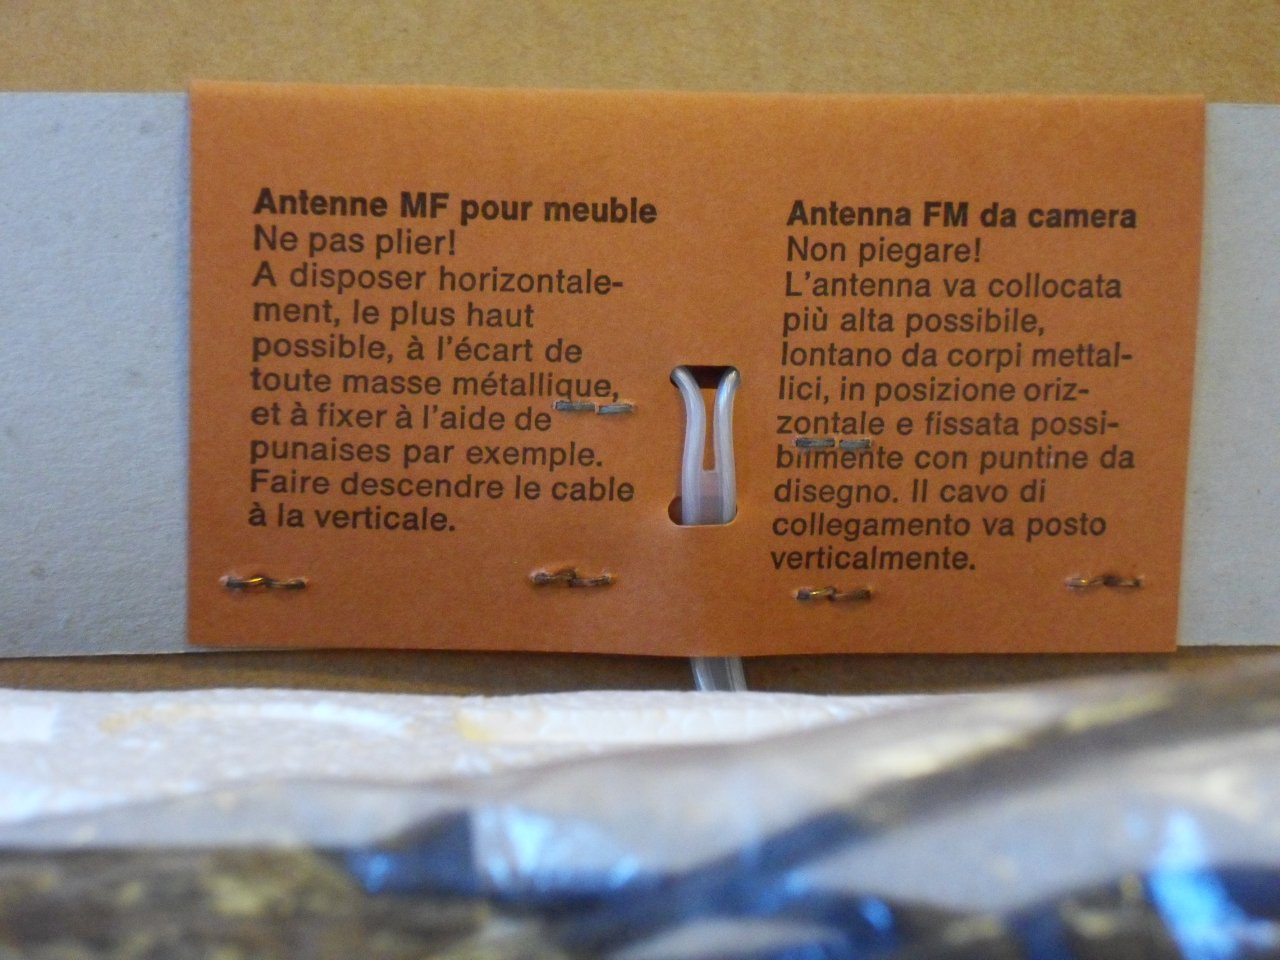 Antenne MF pour meuble
Ne pas plier!
A disposer horizontale-
ment, le plus haut
possible, à l'écart de
toute masse métallique,
et à fixer à l'aide de
punaises par exemple.
Faire descendre le cable
à la verticale.
Antenna FM da camera
Non piegare!
L'antenna va collocata
più alta possibile,
lontano da corpi mettal-
lici, in posizione oriz-
zontale e fissata possi-
bilmente con puntine da
disegno. Il cavo di
collegamento va posto
verticalmente.